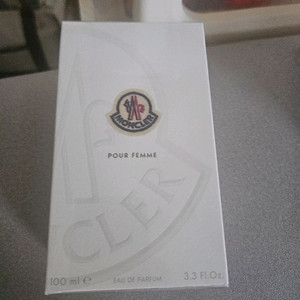 MONCLER
POUR FEMME
CLER
100 ml ℮
EAU DE PARFUM
3.3 Fl.Oz.